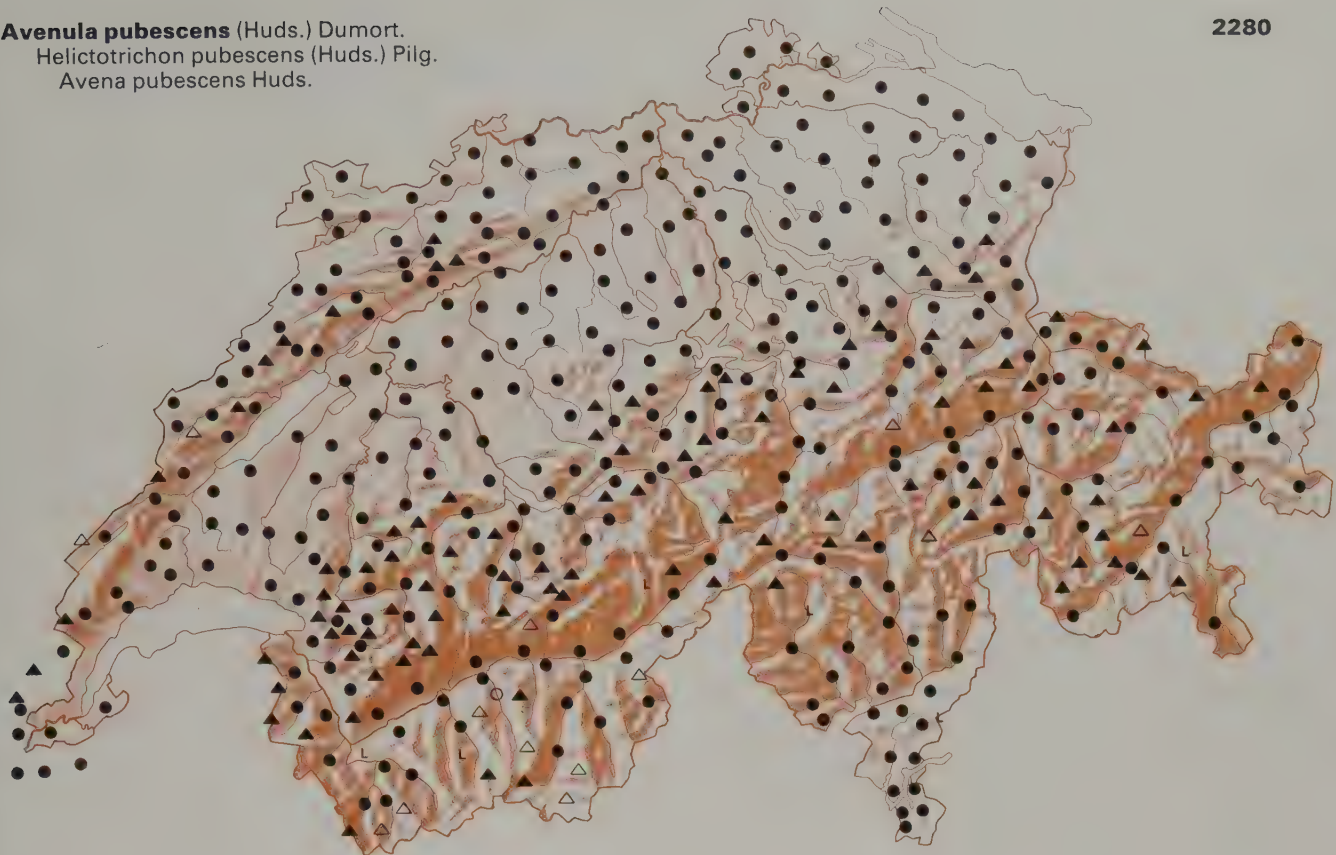 Avenula pubescens (Huds.) Dumort.
Helictotrichon pubescens (Huds.) Pilg.
Avena pubescens Huds.
2280
L
L
L
L
L